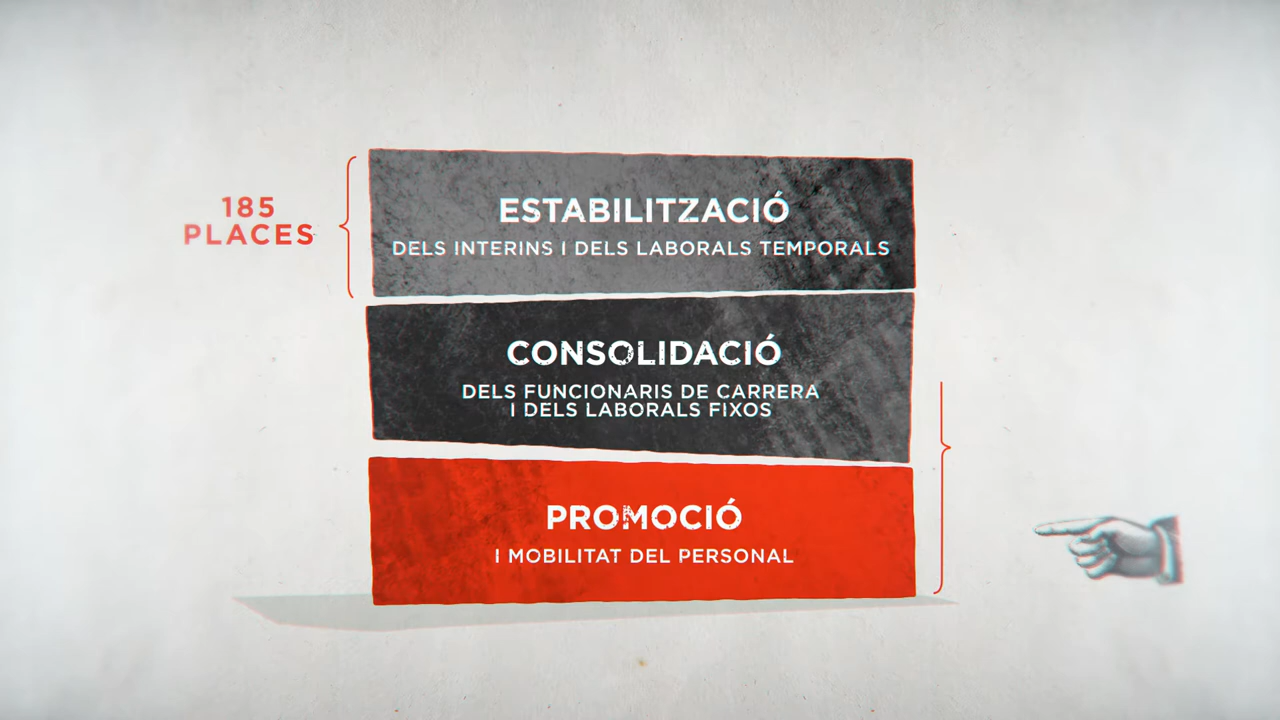 185
PLACES
ESTABILITZACIÓ
DELS INTERINS I DELS LABORALS TEMPORALS
CONSOLIDACIÓ
DELS FUNCIONARIS DE CARRERA
I DELS LABORALS FIXOS
PROMOCIÓ
I MOBILITAT DEL PERSONAL